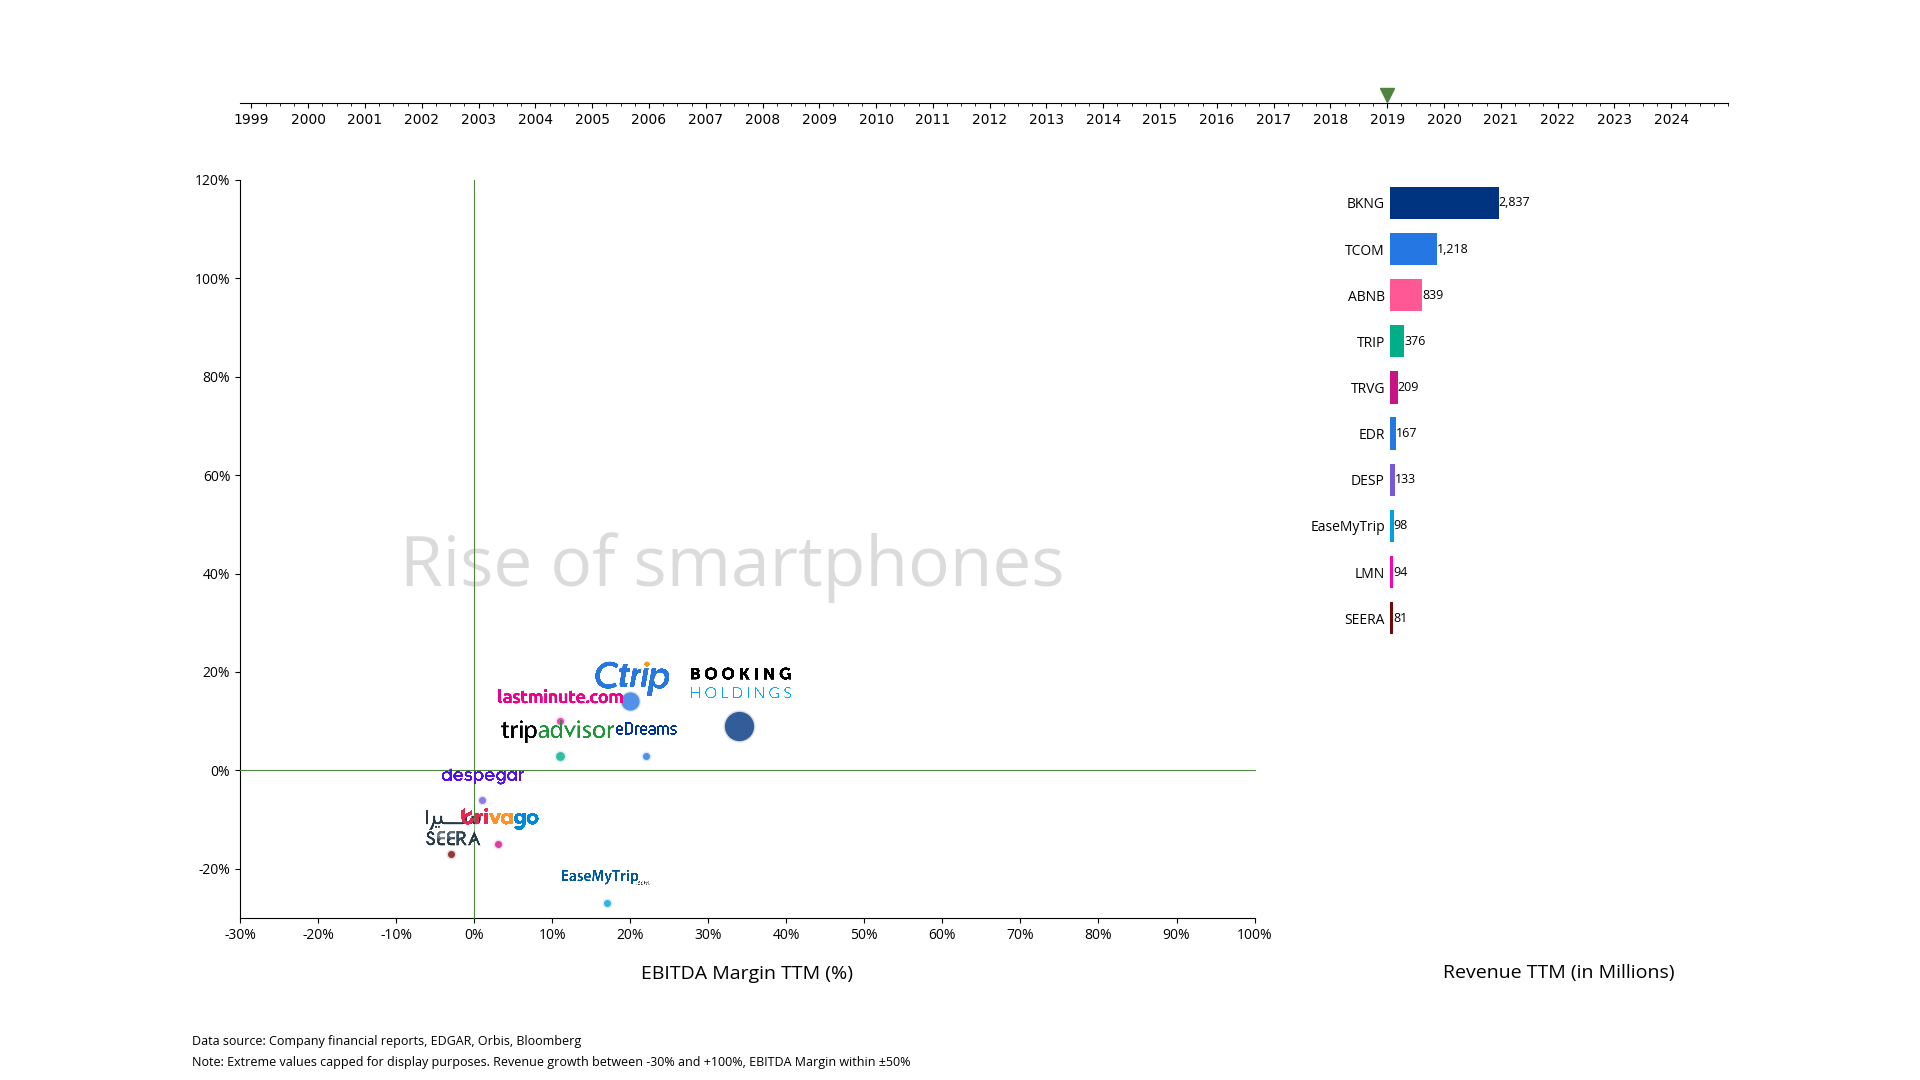 1999 2000 2001 2002 2003 2004 2005 2006 2007 2008 2009 2010 2011 2012 2013 2014 2015 2016 2017 2018 2019 2020 2021 2022 2023 2024
120%
100%
80%
60%
40%
20%
0%
-20%
Rise of smartphones
Ctrip
BOOKING
HOLDINGS
lastminute.com
tripadvisor
eDreams
despegar
trivago
SEERA
EaseMyTrip
-30% -20% -10% 0% 10% 20% 30% 40% 50% 60% 70% 80% 90% 100%
EBITDA Margin TTM (%)
BKNG 2,837
TCOM 1,218
ABNB 839
TRIP 376
TRVG 209
EDR 167
DESP 133
EaseMyTrip 98
LMN 94
SEERA 81
Revenue TTM (in Millions)
Data source: Company financial reports, EDGAR, Orbis, Bloomberg
Note: Extreme values capped for display purposes. Revenue growth between -30% and +100%, EBITDA Margin within ±50%